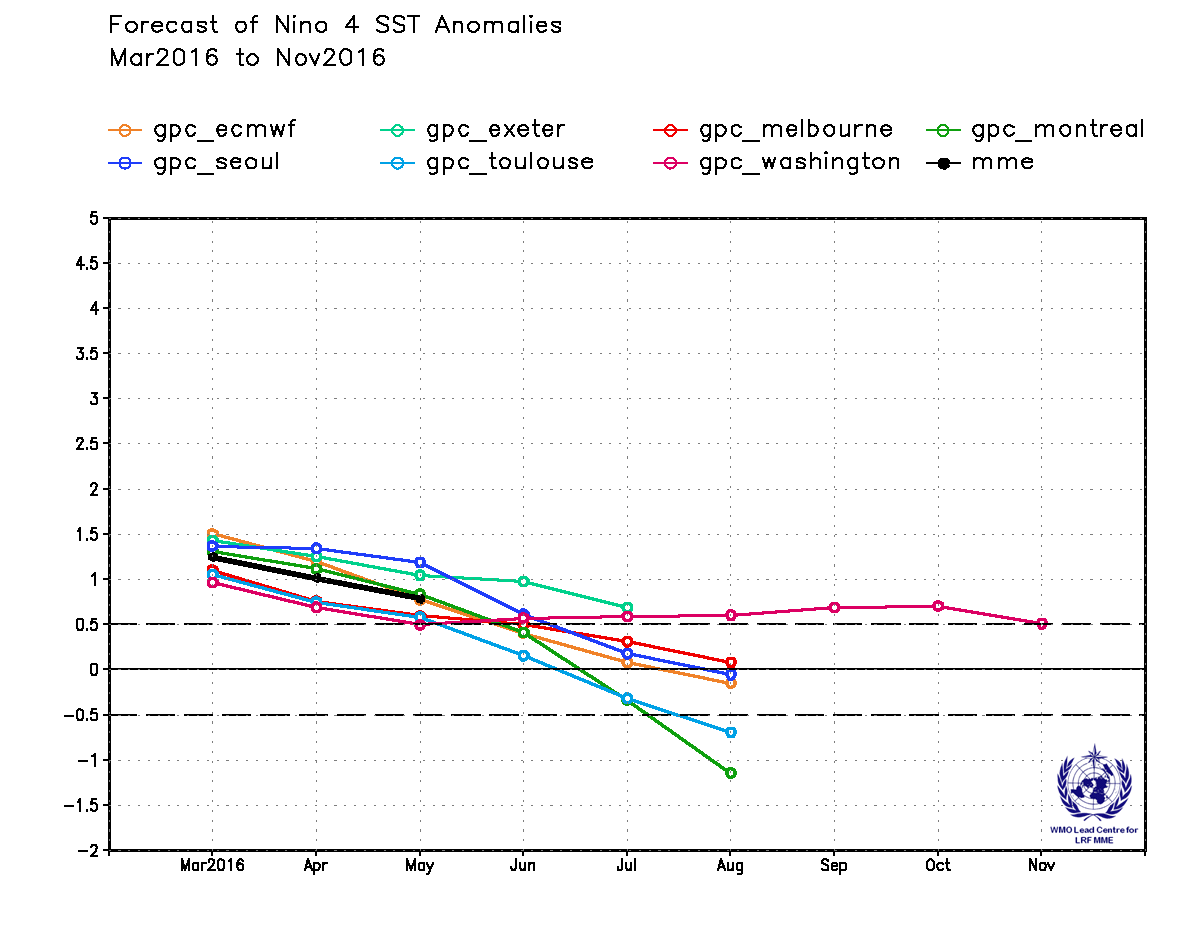 Forecast of Nino 4 SST Anomalies
Mar2016 to Nov2016
gpc_ecmwf gpc_exeter gpc_melbourne gpc_montreal
gpc_seoul gpc_toulouse gpc_washington mme
5
4.5
4
3.5
3
2.5
2
1.5
1
0.5
0
-0.5
-1
-1.5
-2
WMO Lead Centre for
LRF MME
Mar2016 Apr May Jun Jul Aug Sep Oct Nov